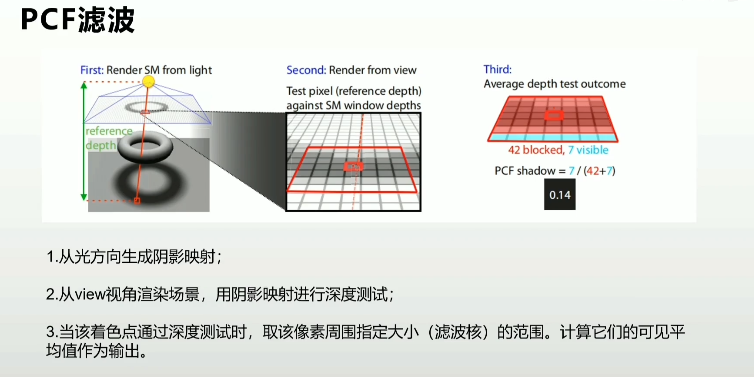 PCF滤波
First: Render SM from light
reference
depth
Second: Render from view
Test pixel (reference depth)
against SM window depths
Third:
Average depth test outcome
42 blocked, 7 visible
PCF shadow = 7 / (42+7)
0.14
1.从光方向生成阴影映射；
2.从view视角渲染场景，用阴影映射进行深度测试；
3.当该着色点通过深度测试时，取该像素周围指定大小（滤波核）的范围。计算它们的可见平
均值作为输出。